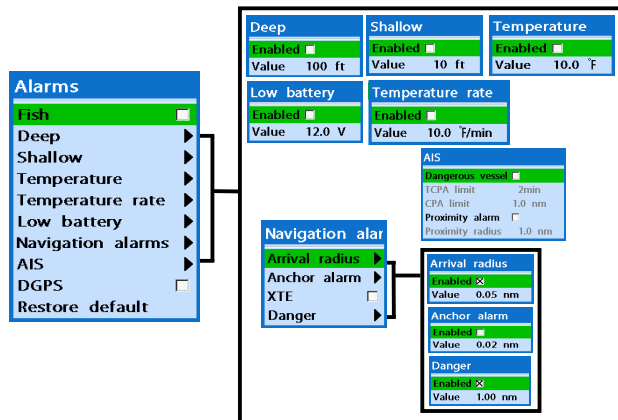 Alarms
Fish
Deep
Shallow
Temperature
Temperature rate
Low battery
Navigation alarms
AIS
DGPS
Restore default
Deep
Enabled
Value 100 ft
Shallow
Enabled
Value 10 ft
Temperature
Enabled
Value 10.0 °F
Low battery
Enabled
Value 12.0 V
Temperature rate
Enabled
Value 10.0 °F/min
AIS
Dangerous vessel
TCPA limit 2min
CPA limit 1.0 nm
Proximity alarm
Proximity radius 1.0 nm
Navigation alar
Arrival radius
Anchor alarm
XTE
Danger
Arrival radius
Enabled
Value 0.05 nm
Anchor alarm
Enabled
Value 0.02 nm
Danger
Enabled
Value 1.00 nm